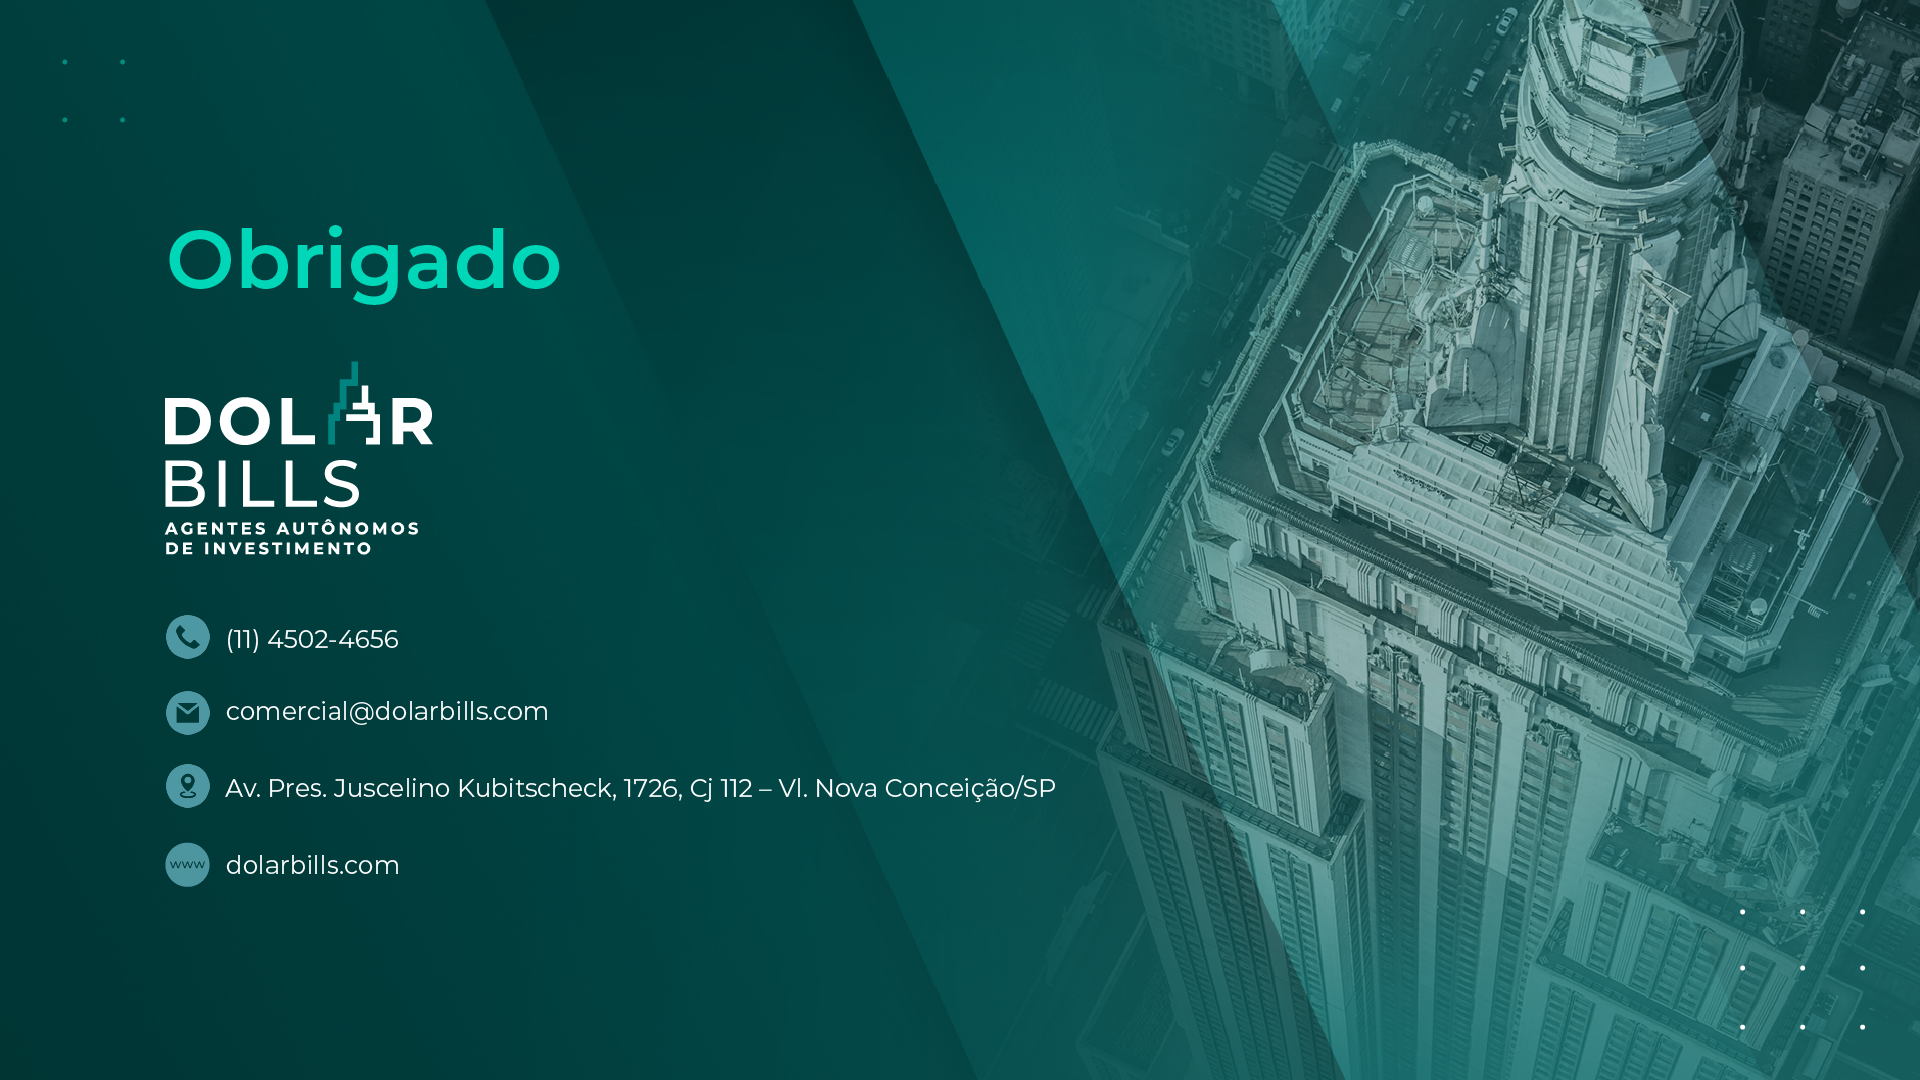 Obrigado
DOLAR
BILLS
AGENTES AUTÔNOMOS
DE INVESTIMENTO
(11) 4502-4656
comercial@dolarbills.com
Av. Pres. Juscelino Kubitscheck, 1726, Cj 112 – Vl. Nova Conceição/SP
www dolarbills.com